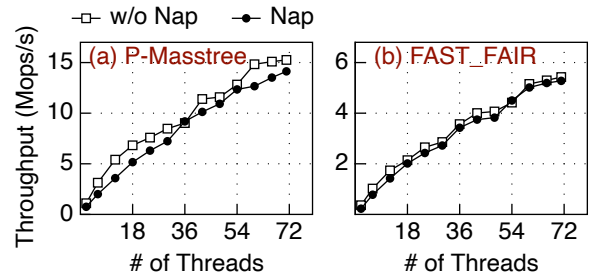 w/o Nap Nap
(a) P-Masstree
(b) FAST_FAIR
Throughput (Mops/s)
15
10
5
0
6
4
2
18 36 54 72
18 36 54 72
# of Threads
# of Threads